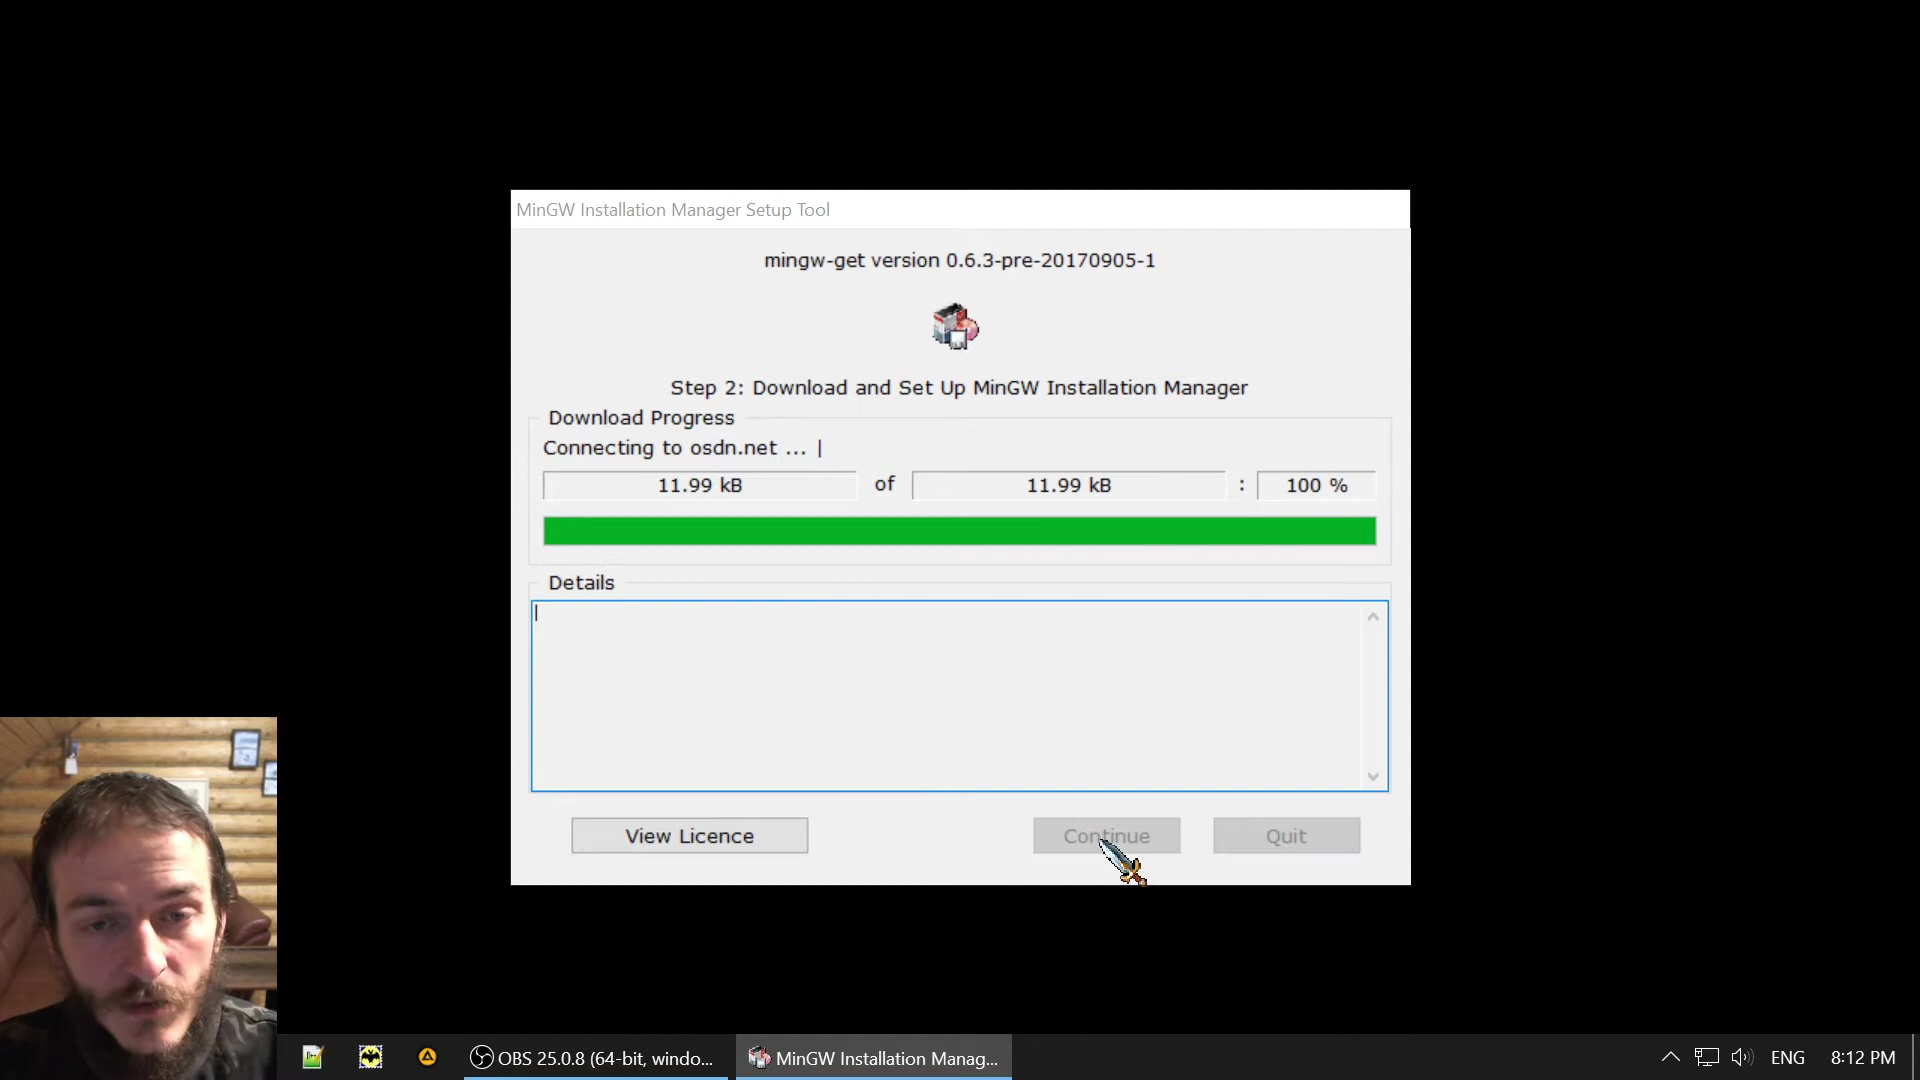 MinGW Installation Manager Setup Tool
mingw-get version 0.6.3-pre-20170905-1
Step 2: Download and Set Up MinGW Installation Manager
Download Progress
Connecting to osdn.net ... |
11.99 kB of 11.99 kB : 100 %
Details
View Licence Continue Quit
OBS 25.0.8 (64-bit, windo... MinGW Installation Manag... ENG 8:12 PM